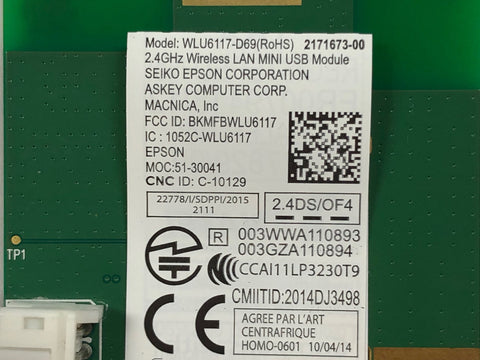 Model: WLU6117-D69(RoHS) 2171673-00
2.4GHz Wireless LAN MINI USB Module
SEIKO EPSON CORPORATION
ASKEY COMPUTER CORP.
MACNICA, Inc
FCC ID: BKMFBWLU6117
IC : 1052C-WLU6117
EPSON
MOC:51-30041
CNC ID: C-10129
22778/I/SDPPI/2015
2111
2.4DS/OF4
R 003WWA110893
003GZA110894
CCAI11LP3230T9
CMIITID:2014DJ3498
CE
AGREE PAR L'ART
CENTRAFRIQUE
HOMO-0601 10/04/14
TP1